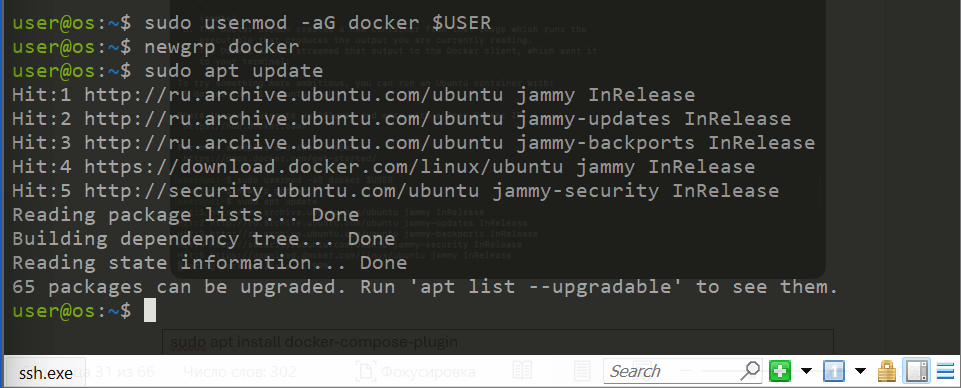 user@os:~$ sudo usermod -aG docker $USER
user@os:~$ newgrp docker
user@os:~$ sudo apt update
Hit:1 http://ru.archive.ubuntu.com/ubuntu jammy InRelease
Hit:2 http://ru.archive.ubuntu.com/ubuntu jammy-updates InRelease
Hit:3 http://ru.archive.ubuntu.com/ubuntu jammy-backports InRelease
Hit:4 https://download.docker.com/linux/ubuntu jammy InRelease
Hit:5 http://security.ubuntu.com/ubuntu jammy-security InRelease
Reading package lists... Done
Building dependency tree... Done
Reading state information... Done
65 packages can be upgraded. Run 'apt list --upgradable' to see them.
user@os:~$
sudo apt install docker-compose-plugin
ssh.exe
31 из 66 Число слов: 302 Фокусировка
Search
1